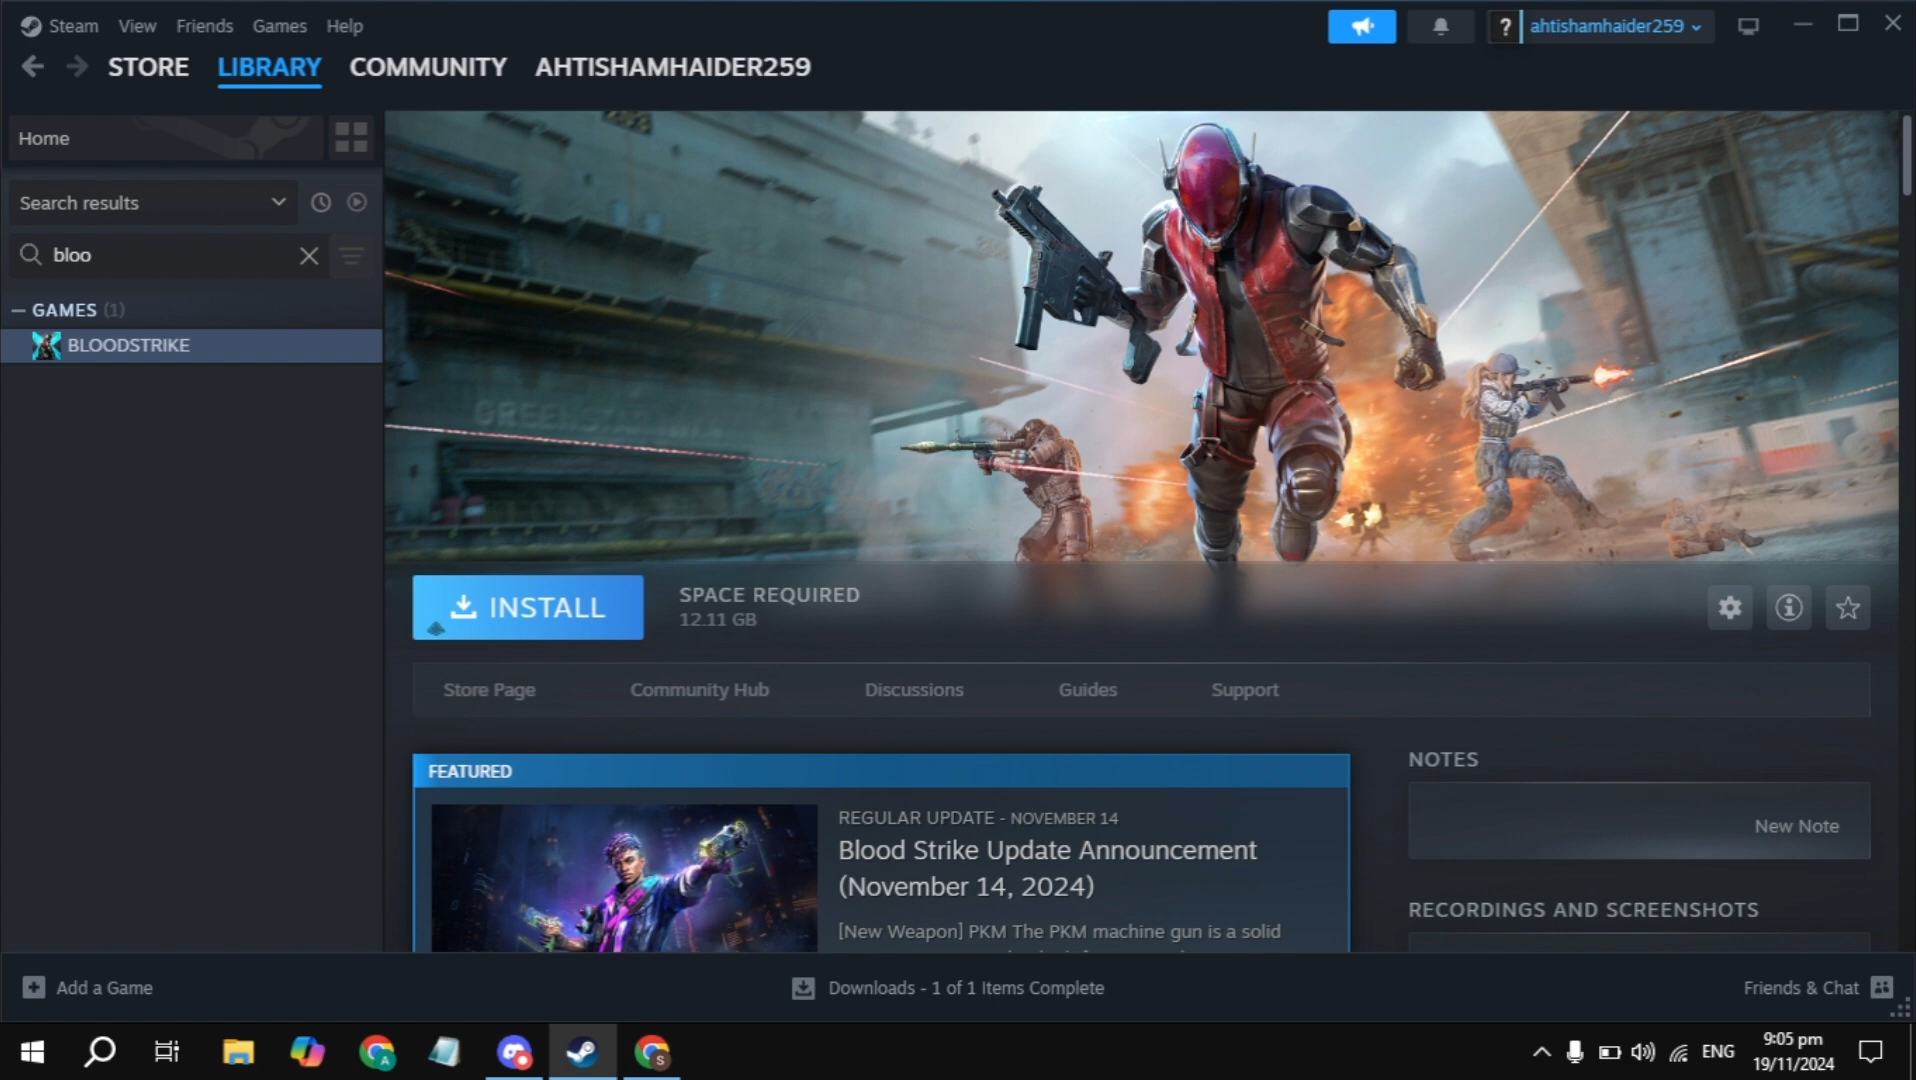 Steam View Friends Games Help
? ahtishamhaider259
STORE LIBRARY COMMUNITY AHTISHAMHAIDER259
Home
Search results
bloo
GAMES (1)
BLOODSTRIKE
INSTALL
SPACE REQUIRED
12.11 GB
Store Page Community Hub Discussions Guides Support
FEATURED
REGULAR UPDATE - NOVEMBER 14
Blood Strike Update Announcement
(November 14, 2024)
[New Weapon] PKM The PKM machine gun is a solid
NOTES
New Note
RECORDINGS AND SCREENSHOTS
Add a Game
Downloads - 1 of 1 Items Complete
Friends & Chat
A
S
ENG
9:05 pm
19/11/2024